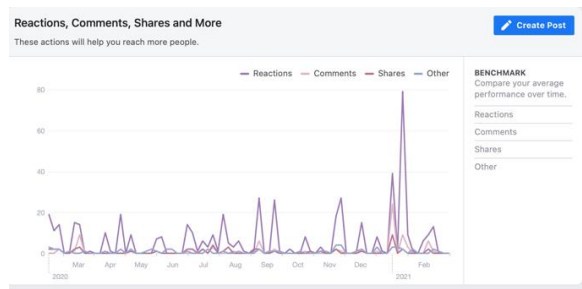 Reactions, Comments, Shares and More
Create Post
These actions will help you reach more people.
Reactions Comments Shares Other
BENCHMARK
Compare your average
performance over time.
Reactions
Comments
Shares
Other
80
60
40
20
0
Mar Apr May Jun Jul Aug Sep Oct Nov Dec Feb
2020 2021